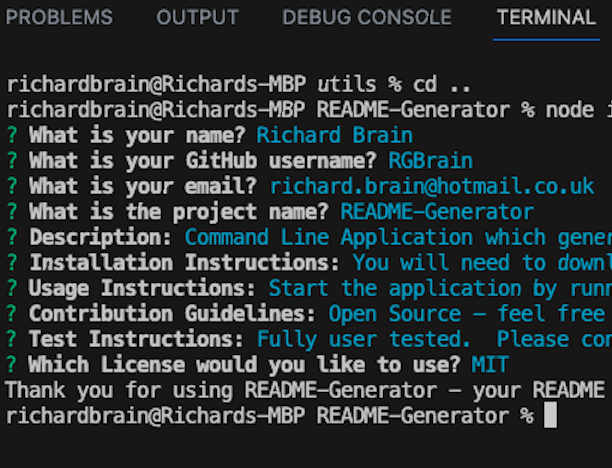 PROBLEMS OUTPUT DEBUG CONSOLE TERMINAL
richardbrain@Richards-MBP utils % cd ..
richardbrain@Richards-MBP README-Generator % node i
? What is your name? Richard Brain
? What is your GitHub username? RGBrain
? What is your email? richard.brain@hotmail.co.uk
? What is the project name? README-Generator
? Description: Command Line Application which gener
? Installation Instructions: You will need to downl
? Usage Instructions: Start the application by runn
? Contribution Guidelines: Open Source - feel free
? Test Instructions: Fully user tested.  Please con
? Which License would you like to use? MIT
Thank you for using README-Generator - your README
richardbrain@Richards-MBP README-Generator %